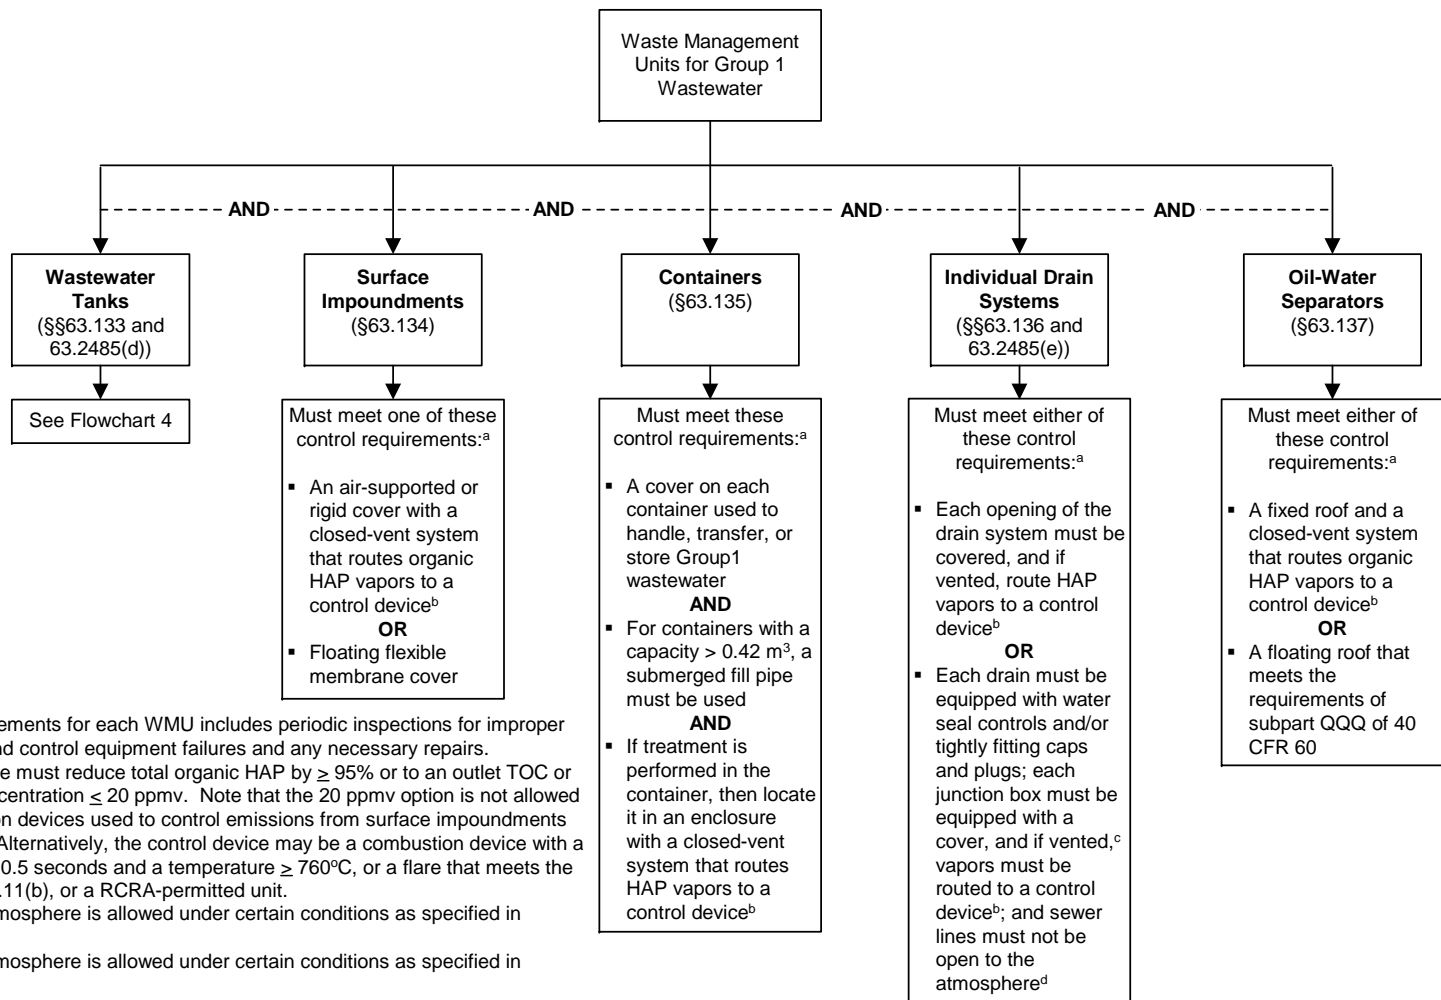 Waste Management
Units for Group 1
Wastewater
AND
AND
AND
AND
Wastewater
Tanks
(§§63.133 and
63.2485(d))
Surface
Impoundments
(§63.134)
Containers
(§63.135)
Individual Drain
Systems
(§§63.136 and
63.2485(e))
Oil-Water
Separators
(§63.137)
See Flowchart 4
Must meet one of these
control requirements:a
▪ An air-supported or
rigid cover with a
closed-vent system
that routes organic
HAP vapors to a
control deviceb
OR
▪ Floating flexible
membrane cover
Must meet these
control requirements:a
▪ A cover on each
container used to
handle, transfer, or
store Group1
wastewater
AND
▪ For containers with a
capacity > 0.42 m3, a
submerged fill pipe
must be used
AND
▪ If treatment is
performed in the
container, then locate
it in an enclosure
with a closed-vent
system that routes
HAP vapors to a
control deviceb
Must meet either of
these control
requirements:a
▪ Each opening of the
drain system must be
covered, and if
vented, route HAP
vapors to a control
deviceb
OR
▪ Each drain must be
equipped with water
seal controls and/or
tightly fitting caps
and plugs; each
junction box must be
equipped with a
cover, and if vented,c
vapors must be
routed to a control
deviceb; and sewer
lines must not be
open to the
atmosphered
Must meet either of
these control
requirements:a
▪ A fixed roof and a
closed-vent system
that routes organic
HAP vapors to a
control deviceb
OR
▪ A floating roof that
meets the
requirements of
subpart QQQ of 40
CFR 60
ements for each WMU includes periodic inspections for improper
nd control equipment failures and any necessary repairs.
e must reduce total organic HAP by ≥ 95% or to an outlet TOC or
centration ≤ 20 ppmv. Note that the 20 ppmv option is not allowed
on devices used to control emissions from surface impoundments
Alternatively, the control device may be a combustion device with a
0.5 seconds and a temperature ≥ 760ºC, or a flare that meets the
.11(b), or a RCRA-permitted unit.
mosphere is allowed under certain conditions as specified in
mosphere is allowed under certain conditions as specified in